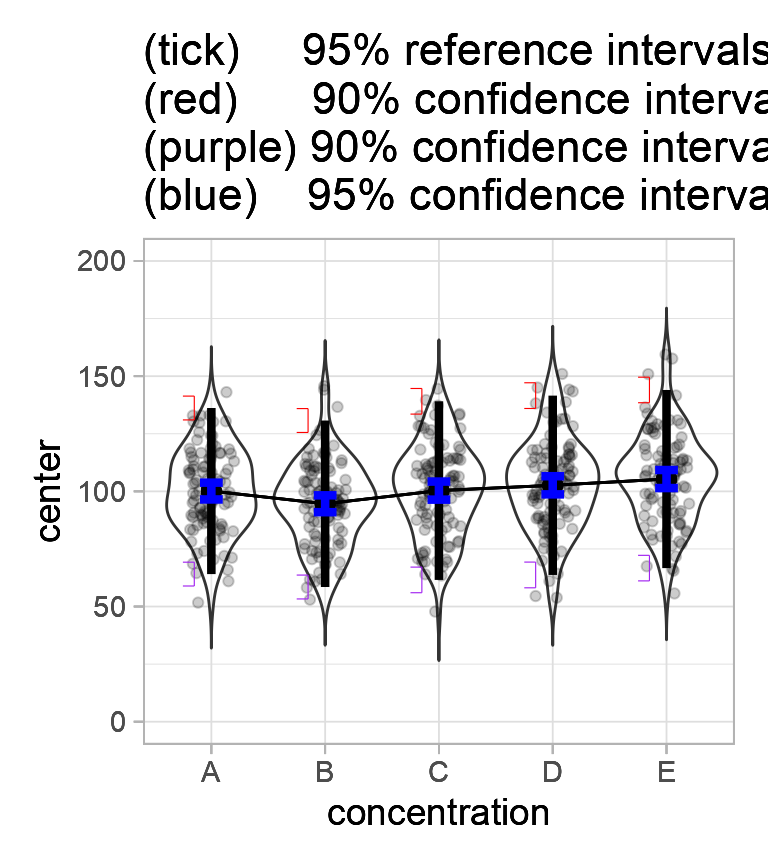 (tick) 95% reference intervals
(red) 90% confidence interva
(purple) 90% confidence interva
(blue) 95% confidence interva
200
150
100
50
0
center
A B C D E
concentration